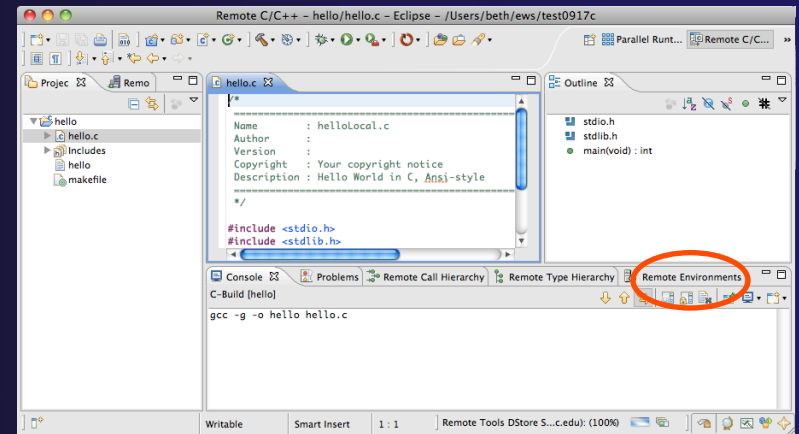 Remote C/C++ - hello/hello.c - Eclipse - /Users/beth/ews/test0917c
Parallel Runt... Remote C/C... »
Projec Remo
hello
hello.c
Includes
hello
makefile
hello.c
/*
============================================
Name : helloLocal.c
Author :
Version :
Copyright : Your copyright notice
Description : Hello World in C, Ansi-style
============================================
*/
#include <stdio.h>
#include <stdlib.h>
Outline
stdio.h
stdlib.h
main(void) : int
Console Problems Remote Call Hierarchy Remote Type Hierarchy Remote Environments
C-Build [hello]
gcc -g -o hello hello.c
Writable Smart Insert 1 : 1 Remote Tools DStore S...c.edu): (100%)